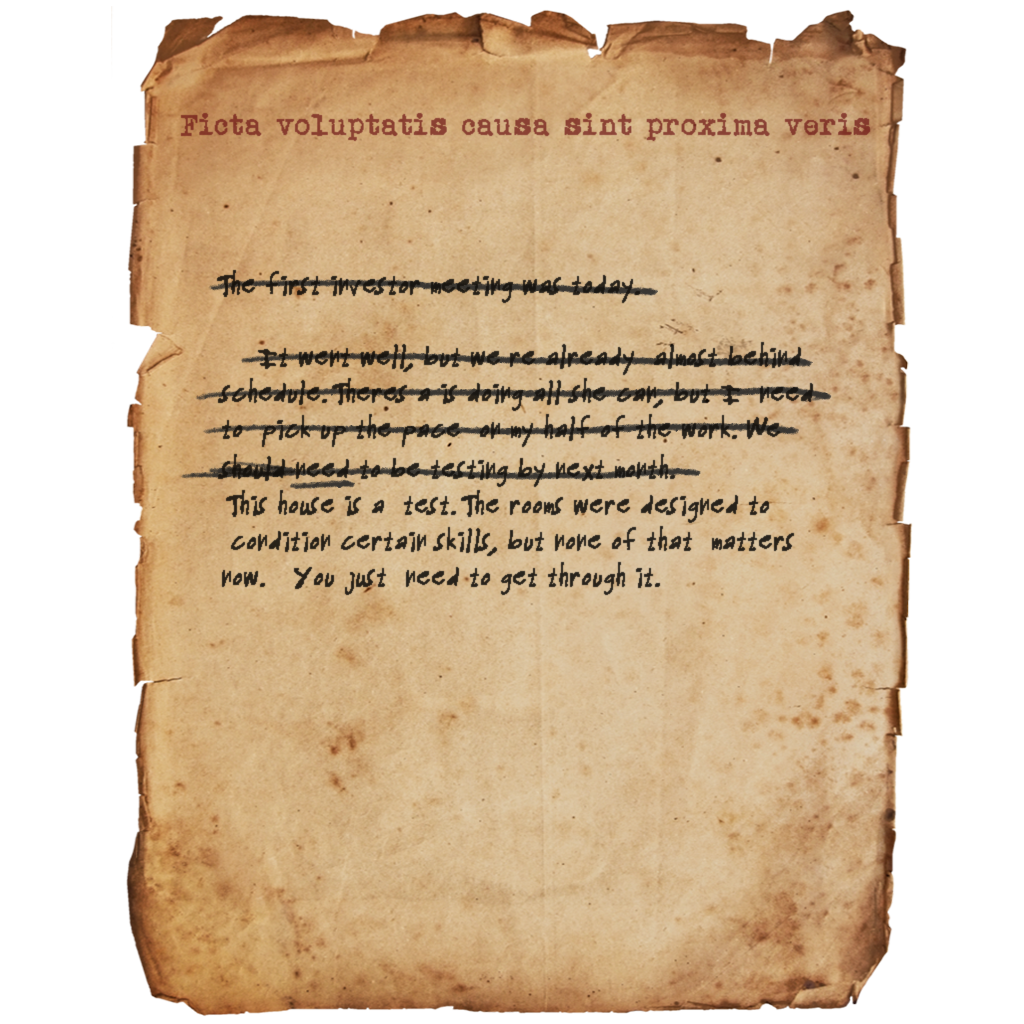 Ficta voluptatis causa sint proxima veris
The first investor meeting was today.
It went well, but we re already almost behind
schedule. Theres a is doing all she can, but I need
to pick up the pace on my half of the work. We
should need to be testing by next month.
This house is a test. The rooms were designed to
condition certain skills, but none of that matters
now. You just need to get through it.